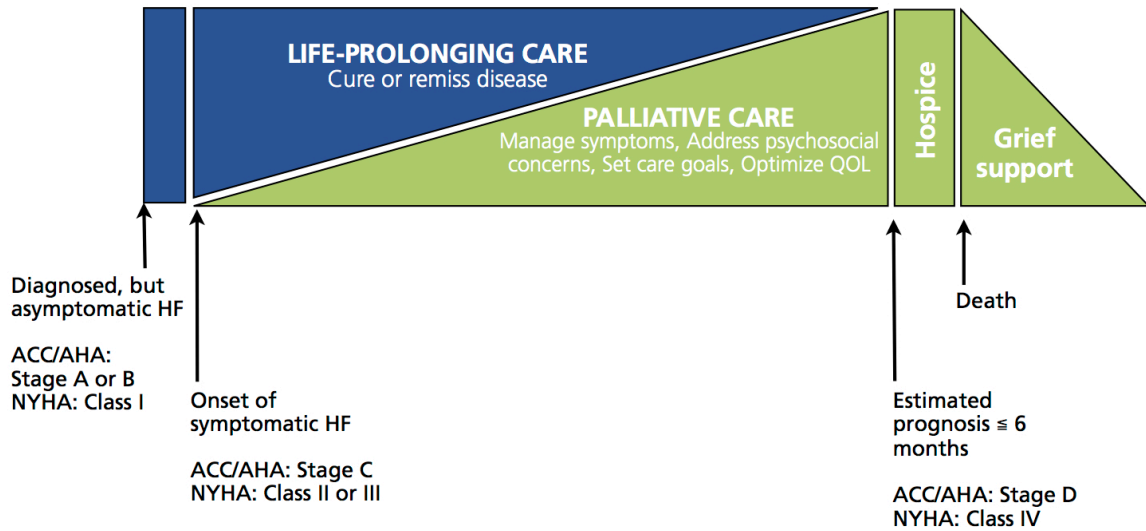 LIFE-PROLONGING CARE
Cure or remiss disease
PALLIATIVE CARE
Manage symptoms, Address psychosocial
concerns, Set care goals, Optimize QOL
Hospice
Grief
support
Diagnosed, but
asymptomatic HF
ACC/AHA:
Stage A or B
NYHA: Class I
Onset of
symptomatic HF
ACC/AHA: Stage C
NYHA: Class II or III
Estimated
prognosis ≦ 6
months
ACC/AHA: Stage D
NYHA: Class IV
Death